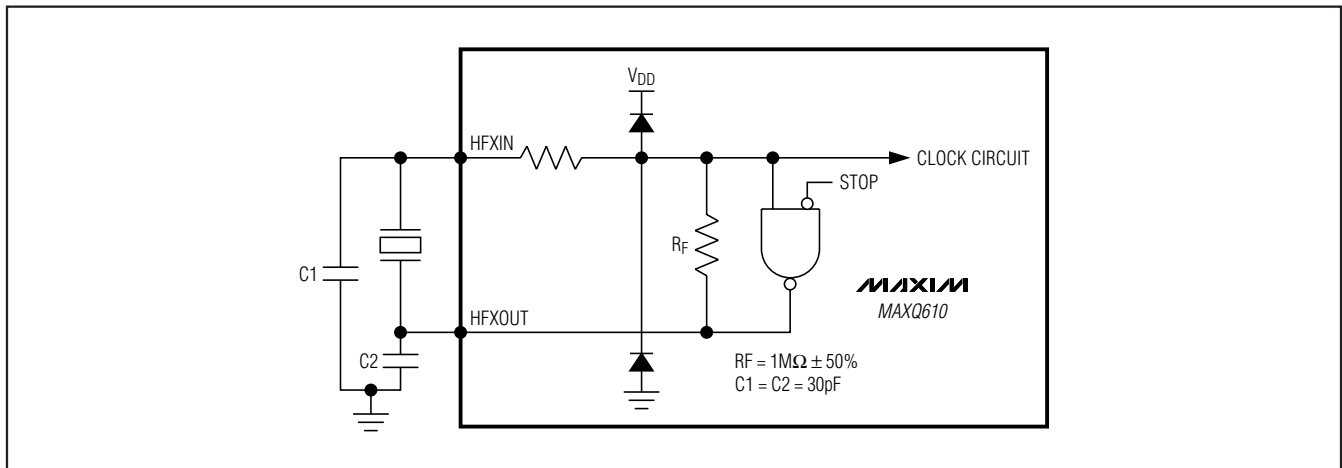 VDD
HFXIN
CLOCK CIRCUIT
STOP
RF
C1
MAXIM
MAXQ610
HFXOUT
C2
RF = 1MΩ ± 50%
C1 = C2 = 30pF